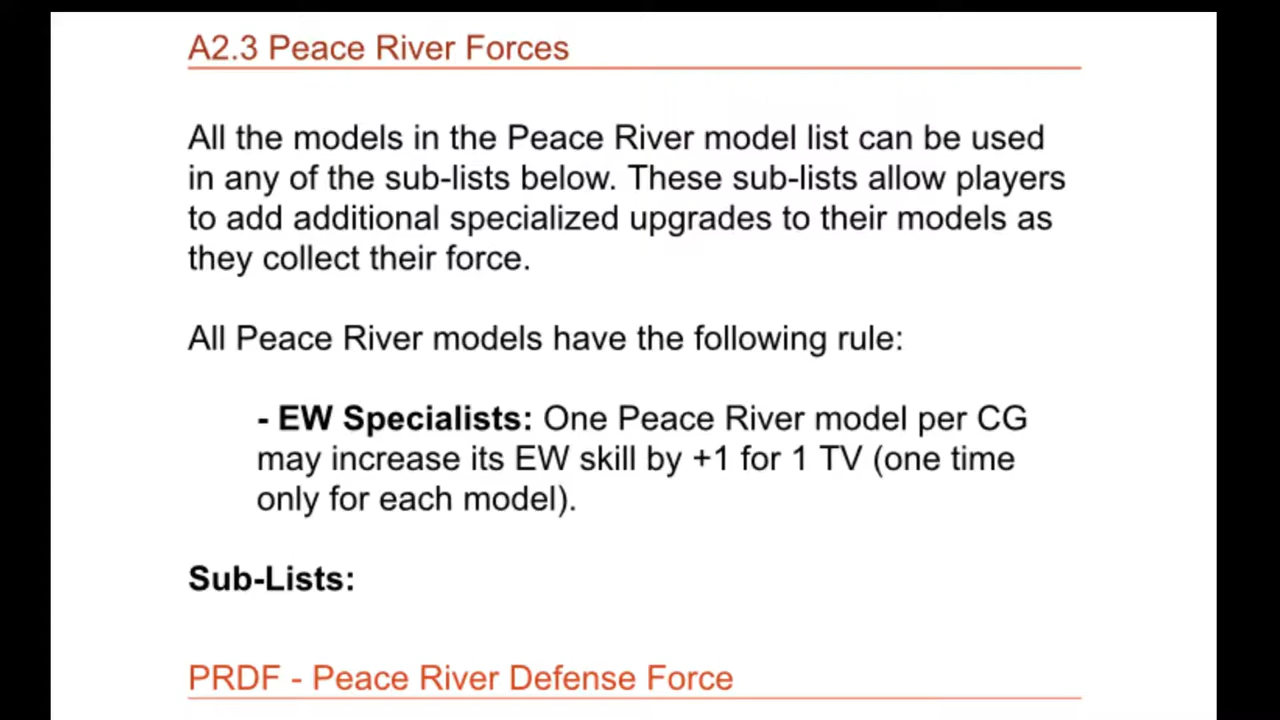 A2.3 Peace River Forces
All the models in the Peace River model list can be used
in any of the sub-lists below. These sub-lists allow players
to add additional specialized upgrades to their models as
they collect their force.
All Peace River models have the following rule:
- EW Specialists: One Peace River model per CG
may increase its EW skill by +1 for 1 TV (one time
only for each model).
Sub-Lists:
PRDF - Peace River Defense Force